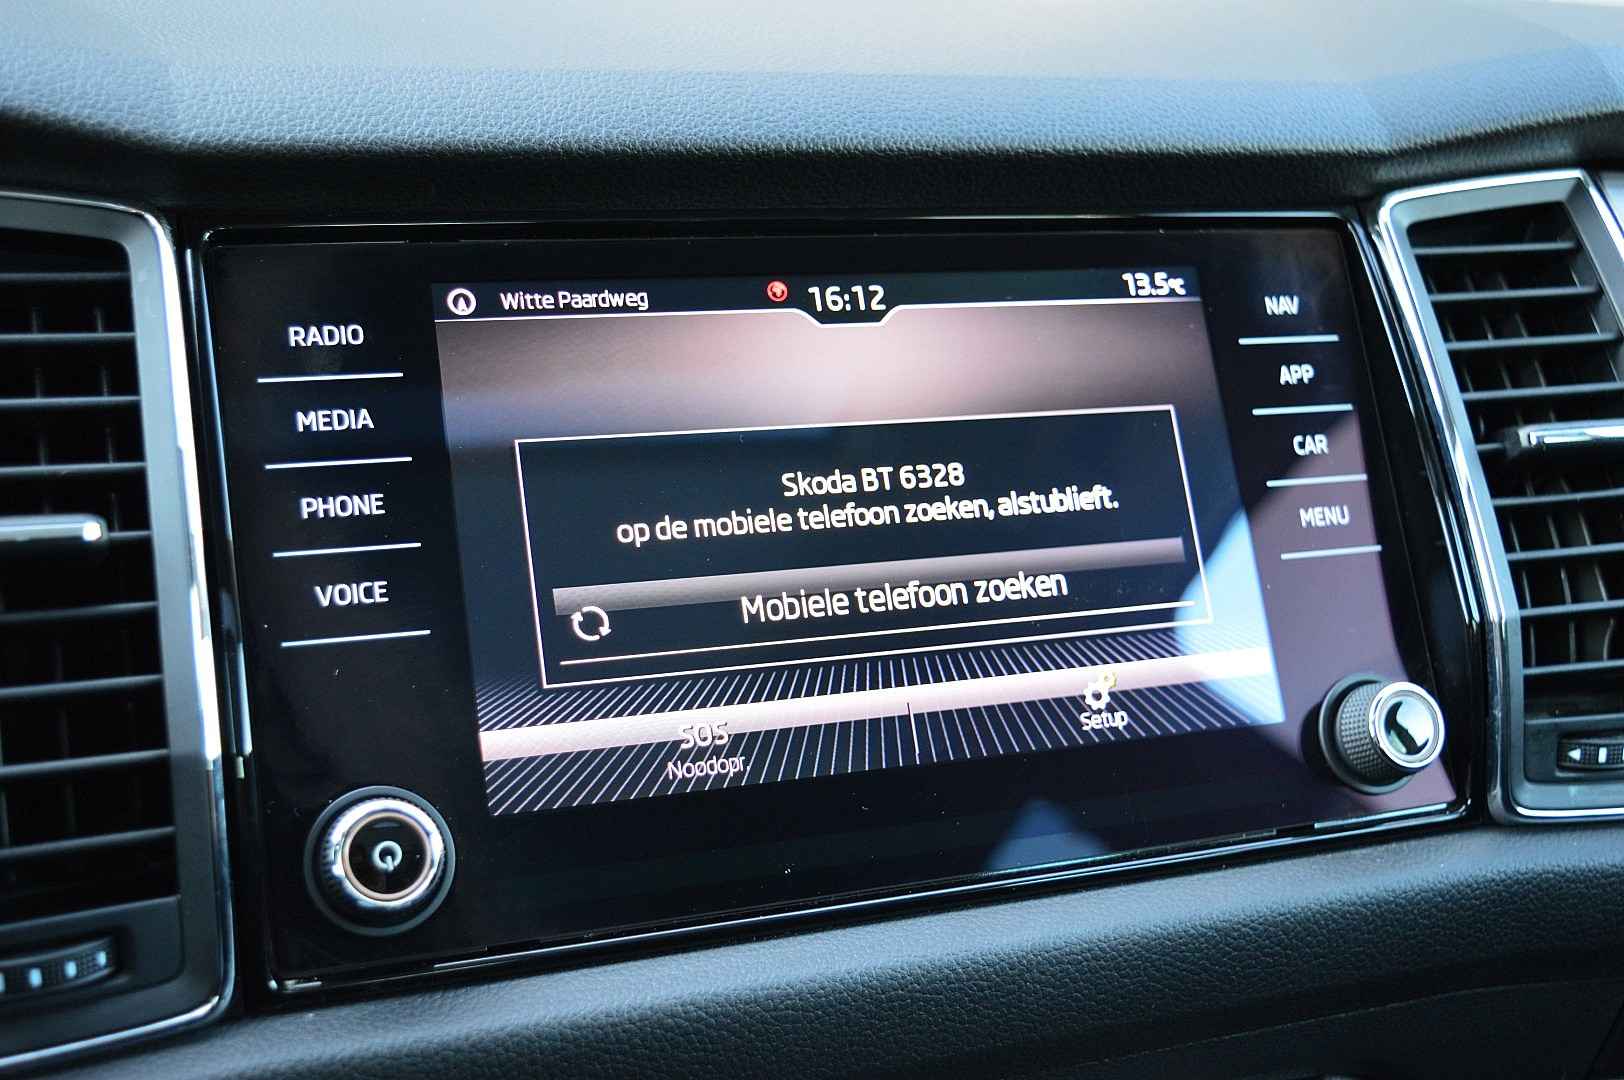 Witte Paardweg 16:12 13.5°C
RADIO
MEDIA
PHONE
VOICE
Skoda BT 6328
op de mobiele telefoon zoeken, alstublieft.
Mobiele telefoon zoeken
SOS
Noodopr
Setup
NAV
APP
CAR
MENU